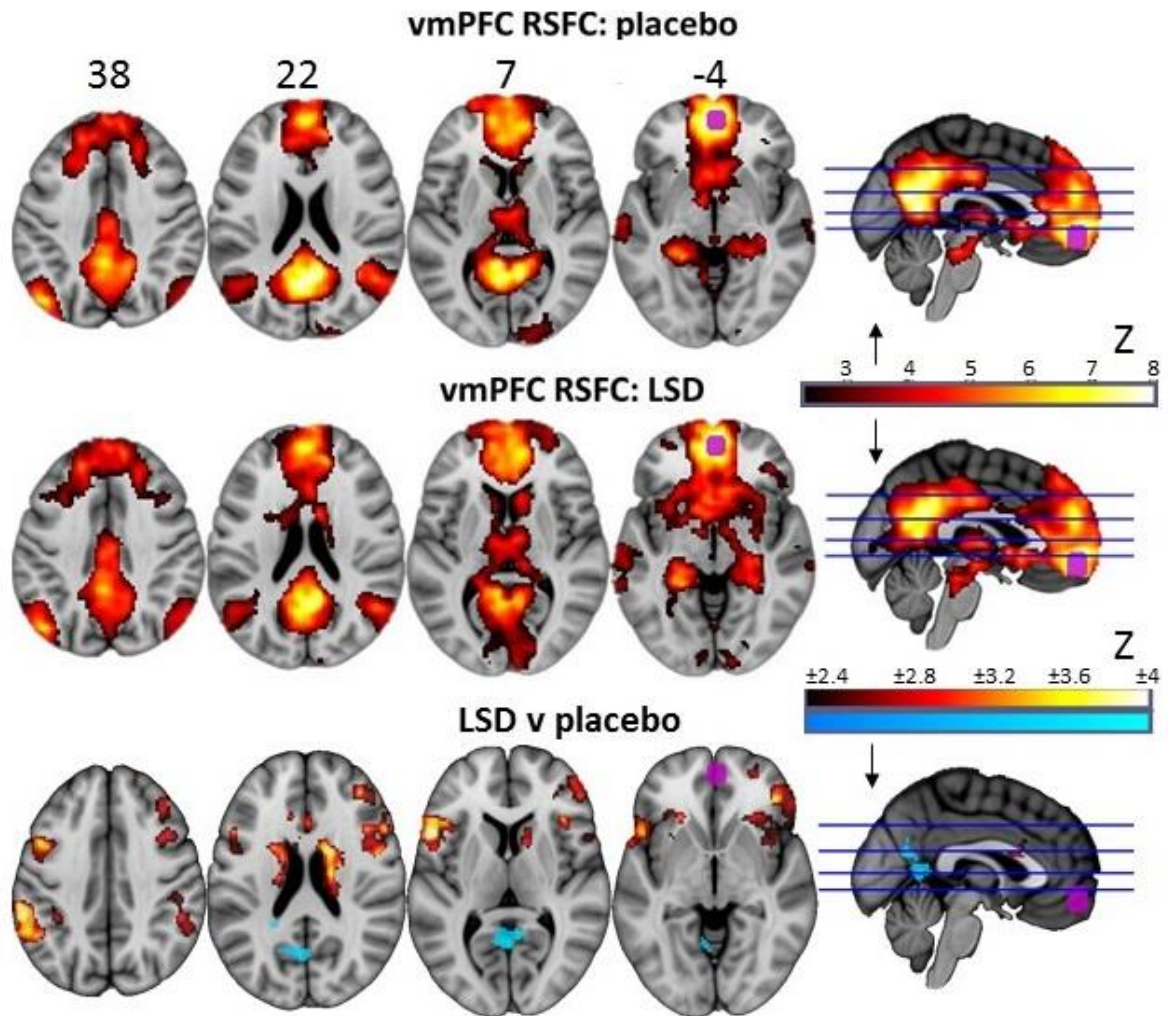 vmPFC RSFC: placebo
38 22 7 -4
Z
3 4 5 6 7 8
vmPFC RSFC: LSD
Z
±2.4 ±2.8 ±3.2 ±3.6 ±4
LSD v placebo